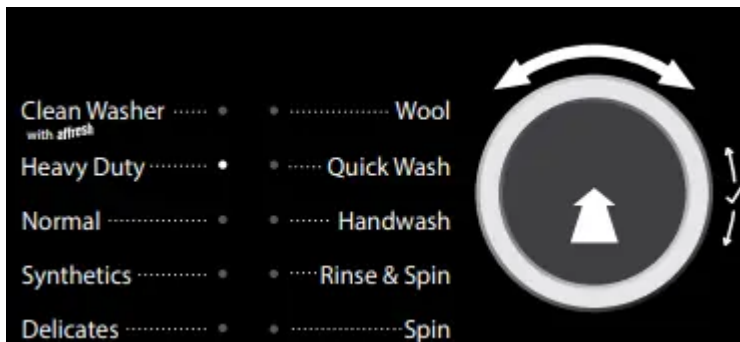 Clean Washer
with affresh
Heavy Duty
Normal
Synthetics
Delicates
Wool
Quick Wash
Handwash
Rinse & Spin
Spin